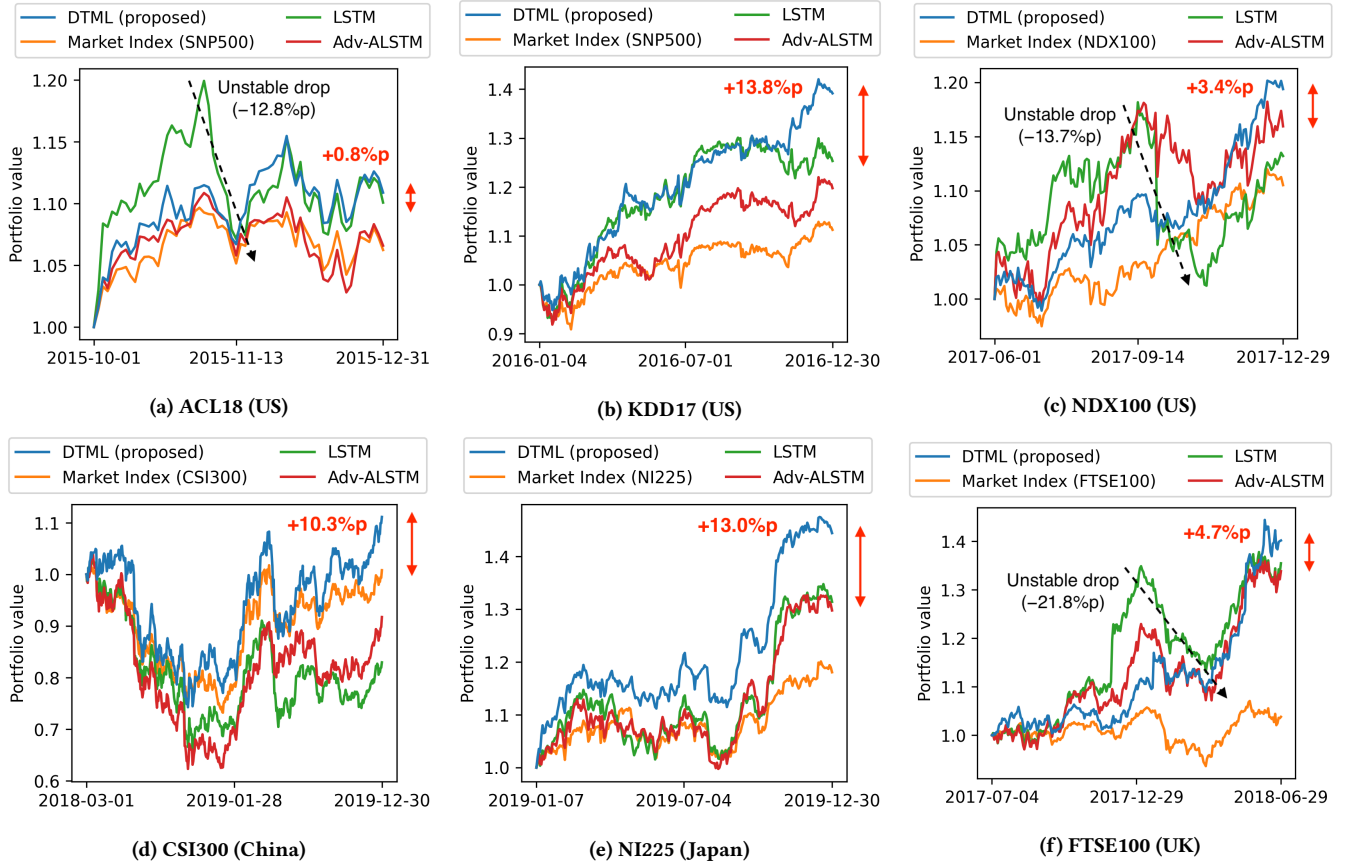 DTML (proposed)
LSTM
Market Index (SNP500)
Adv-ALSTM
Portfolio value
1.20
1.15
1.10
1.05
1.00
Unstable drop
(−12.8%p)
+0.8%p
2015-10-01
2015-11-13
2015-12-31
(a) ACL18 (US)
DTML (proposed)
LSTM
Market Index (SNP500)
Adv-ALSTM
Portfolio value
1.4
1.3
1.2
1.1
1.0
0.9
+13.8%p
2016-01-04
2016-07-01
2016-12-30
(b) KDD17 (US)
DTML (proposed)
LSTM
Market Index (NDX100)
Adv-ALSTM
Portfolio value
1.20
1.15
1.10
1.05
1.00
Unstable drop
(−13.7%p)
+3.4%p
2017-06-01
2017-09-14
2017-12-29
(c) NDX100 (US)
DTML (proposed)
LSTM
Market Index (CSI300)
Adv-ALSTM
Portfolio value
1.1
1.0
0.9
0.8
0.7
0.6
+10.3%p
2018-03-01
2019-01-28
2019-12-30
(d) CSI300 (China)
DTML (proposed)
LSTM
Market Index (NI225)
Adv-ALSTM
Portfolio value
1.4
1.3
1.2
1.1
1.0
+13.0%p
2019-01-07
2019-07-04
2019-12-30
(e) NI225 (Japan)
DTML (proposed)
LSTM
Market Index (FTSE100)
Adv-ALSTM
Portfolio value
1.4
1.3
1.2
1.1
1.0
Unstable drop
(−21.8%p)
+4.7%p
2017-07-04
2017-12-29
2018-06-29
(f) FTSE100 (UK)